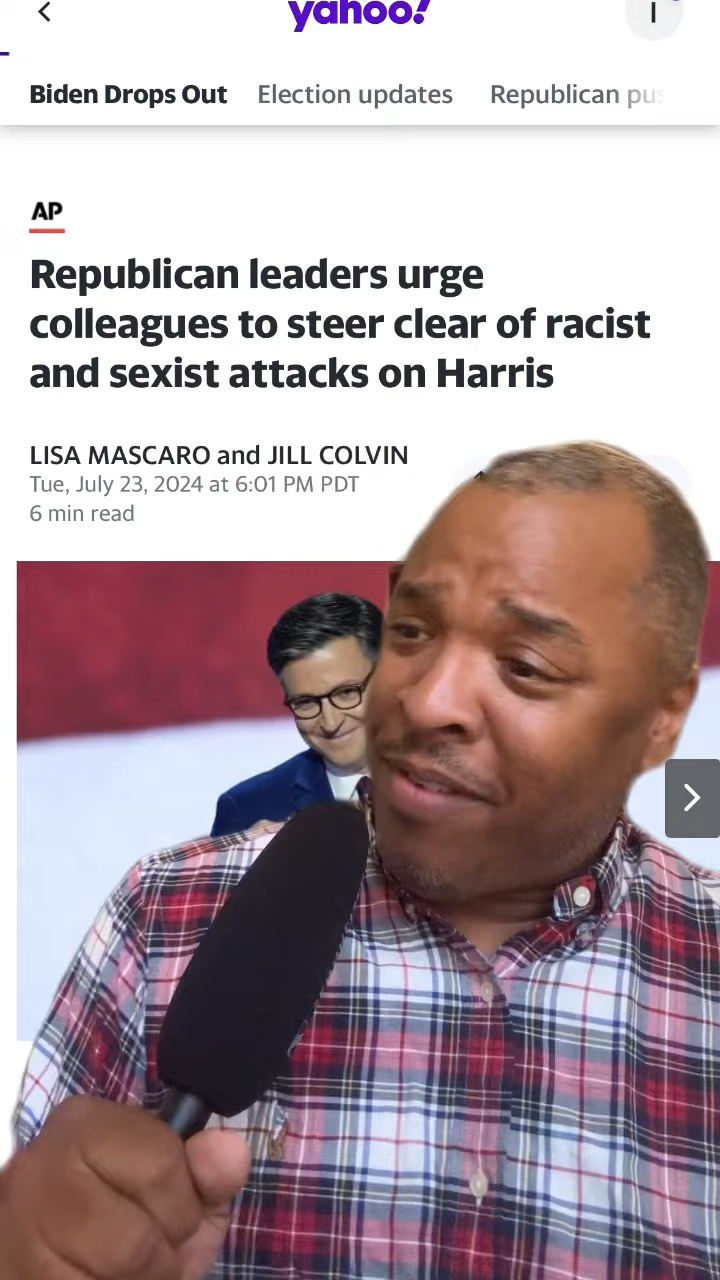 yahoo!
Biden Drops Out Election updates Republican
AP
Republican leaders urge
colleagues to steer clear of racist
and sexist attacks on Harris
LISA MASCARO and JILL COLVIN
Tue, July 23, 2024 at 6:01 PM PDT
6 min read